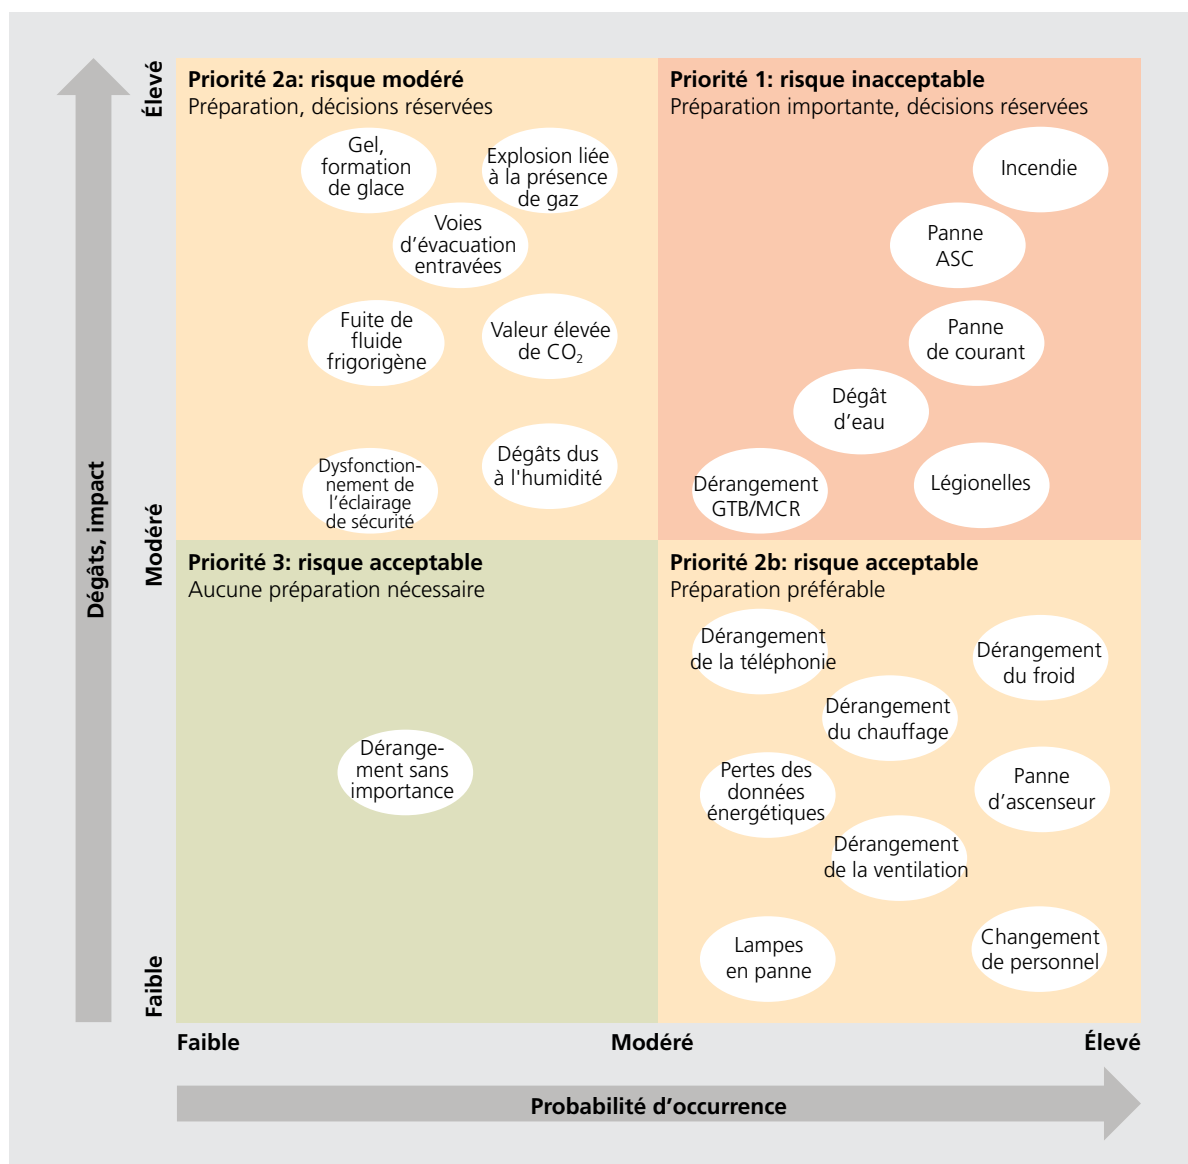 Élevé
Modéré
Faible
Dégâts, impact
Priorité 2a: risque modéré
Préparation, décisions réservées
Gel,
formation
de glace
Explosion liée
à la présence
de gaz
Voies
d’évacuation
entravées
Fuite de
fluide
frigorigène
Valeur élevée
de CO₂
Dysfonction-
nement de
l’éclairage
de sécurité
Dégâts dus
à l'humidité
Priorité 1: risque inacceptable
Préparation importante, décisions réservées
Incendie
Panne
ASC
Panne
de courant
Dégât
d’eau
Dérangement
GTB/MCR
Légionelles
Priorité 3: risque acceptable
Aucune préparation nécessaire
Dérange-
ment sans
importance
Priorité 2b: risque acceptable
Préparation préférable
Dérangement
de la téléphonie
Dérangement
du froid
Dérangement
du chauffage
Pertes des
données
énergétiques
Panne
d’ascenseur
Dérangement
de la ventilation
Lampes
en panne
Changement
de personnel
Faible
Modéré
Élevé
Probabilité d’occurrence